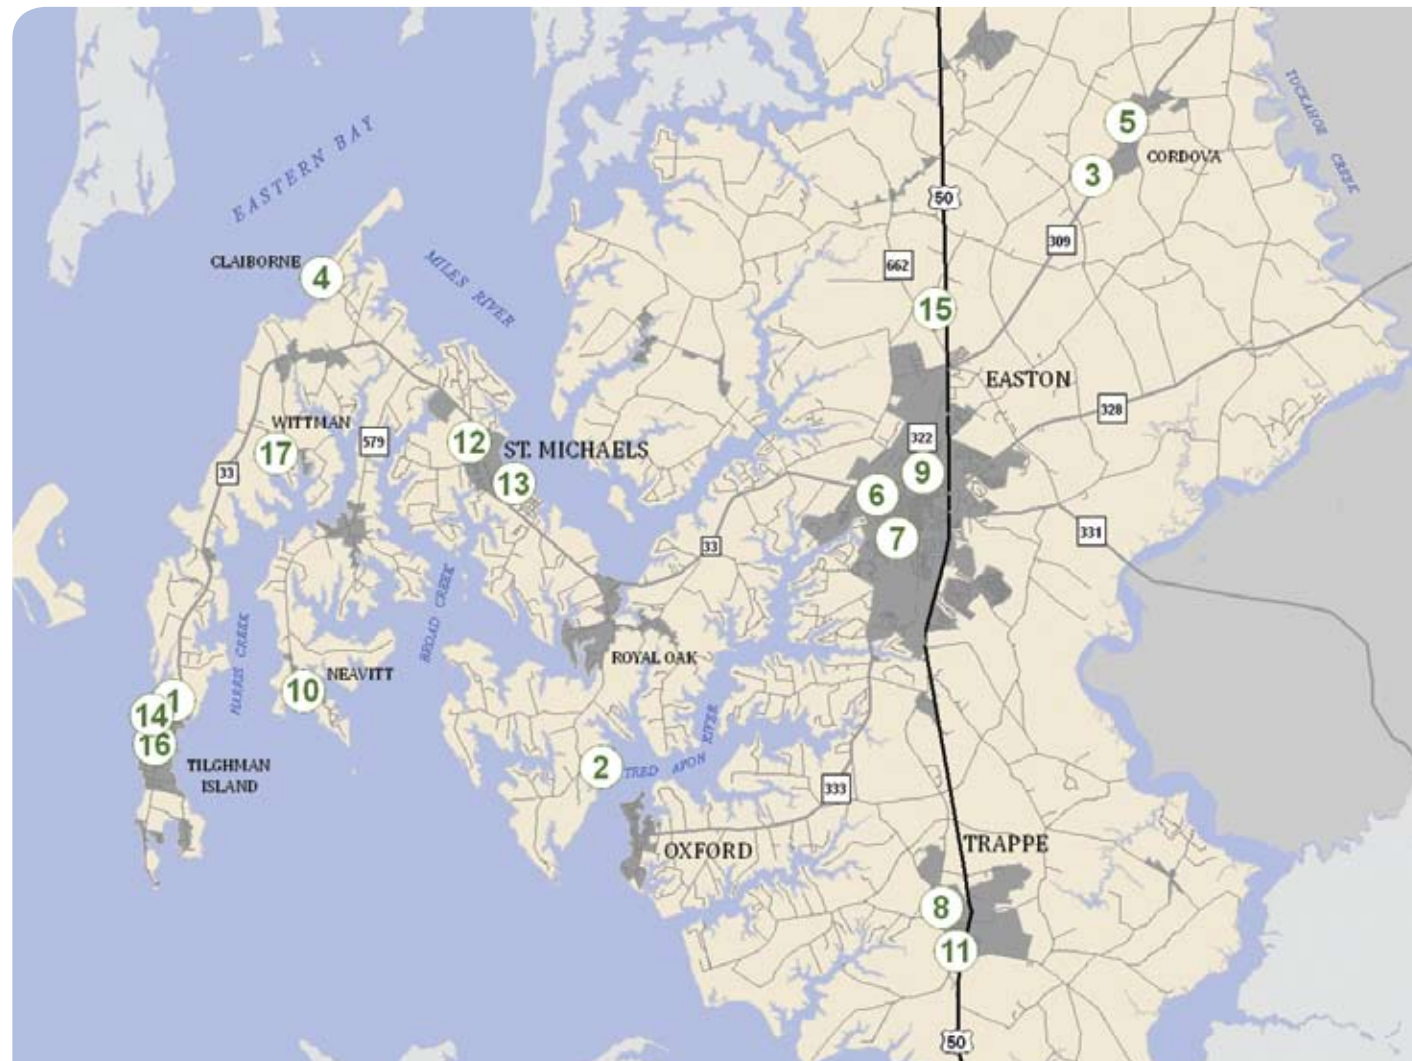 TUCKAHOE CREEK
5
CORDOVA
EASTERN BAY
3
50
309
CLAIBORNE
4
MILES RIVER
662
15
EASTON
328
WITTMAN
17
579
12
ST. MICHAELS
322
33
13
9
6
7
33
331
BROAD CREEK
HARRIS CREEK
ROYAL OAK
NEAVITT
10
1
14
16
TILGHMAN
ISLAND
2
TRED AVON RIVER
333
OXFORD
TRAPPE
8
11
50